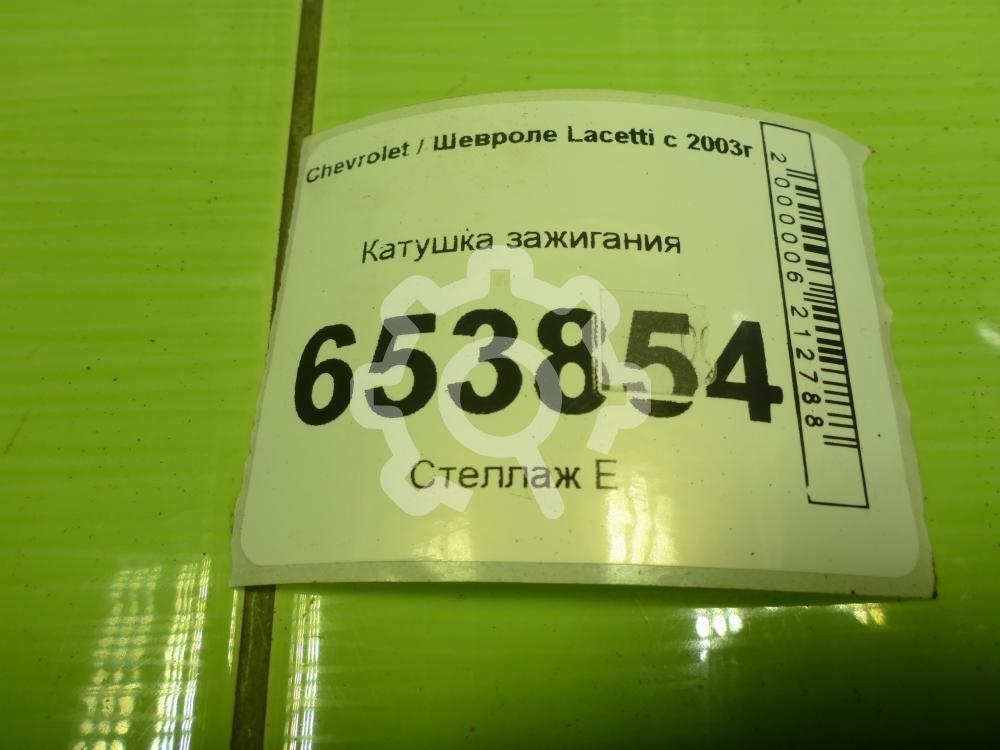 Chevrolet / Шевроле Lacetti с 2003г
Катушка зажигания
653854
Стеллаж Е
2000006212788